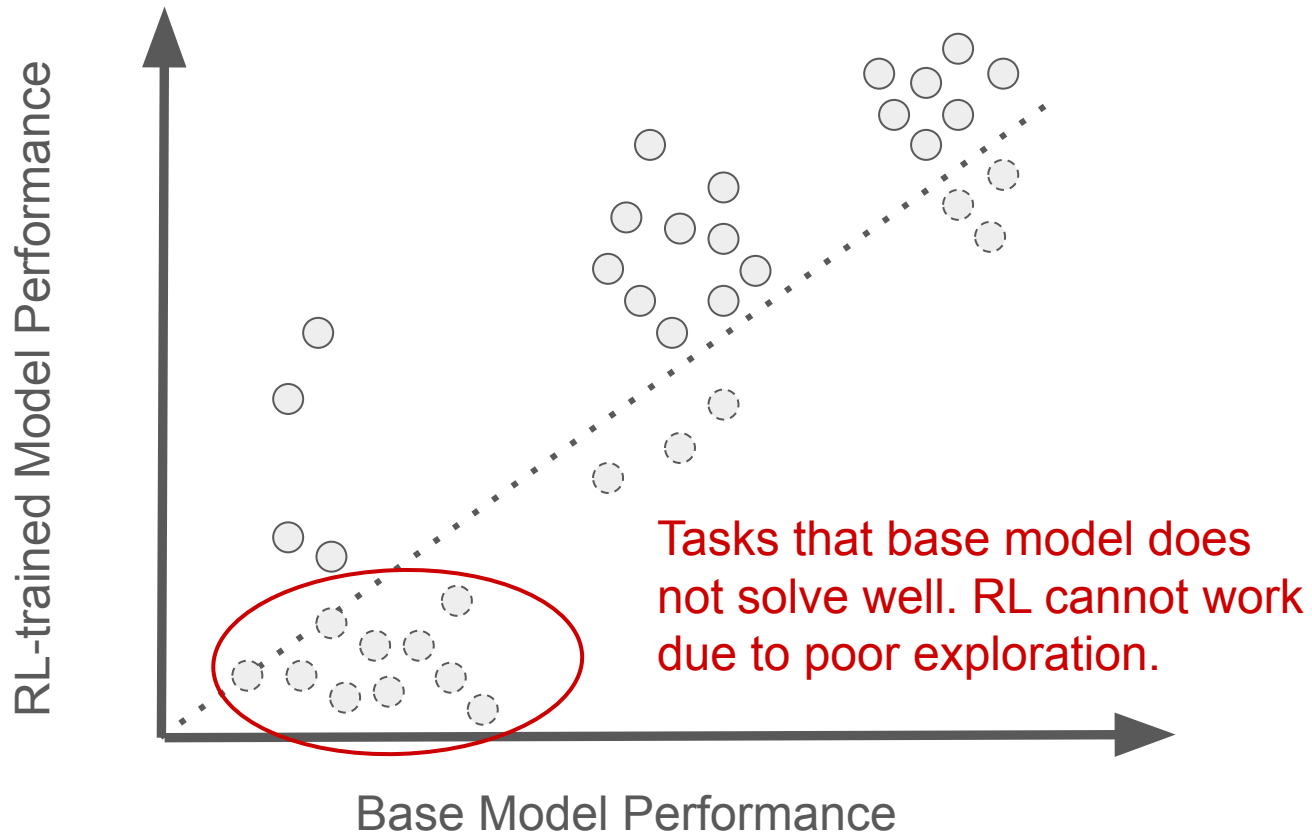 RL-trained Model Performance
Tasks that base model does
not solve well. RL cannot work
due to poor exploration.
Base Model Performance